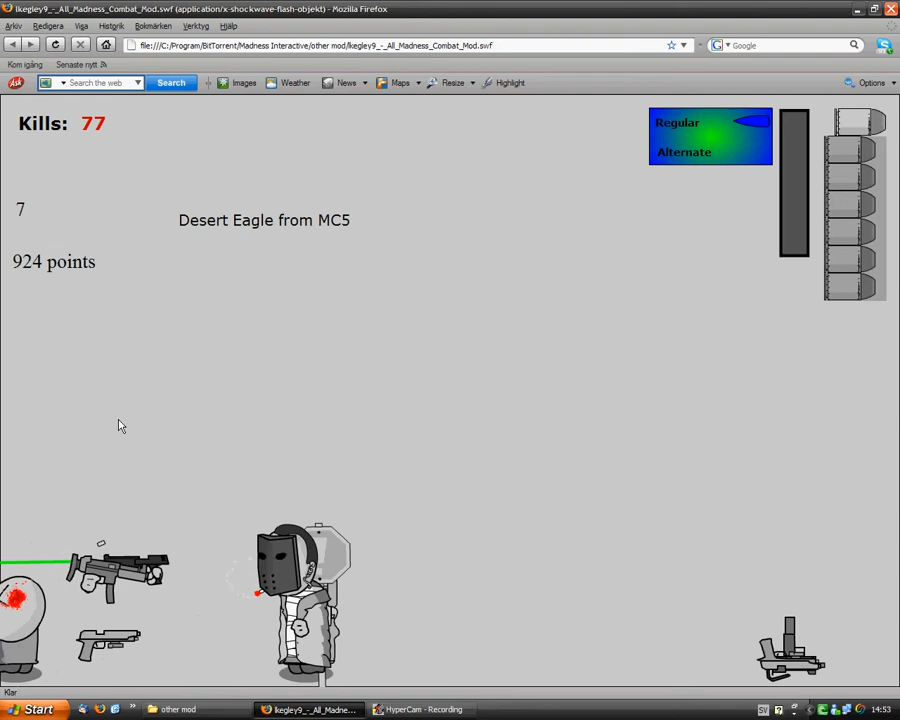 lkegley9_-_All_Madness_Combat_Mod.swf (application/x-shockwave-flash-objekt) - Mozilla Firefox
Arkiv Redigera Visa Historik Bokmärken Verktyg Hjälp
file:///C:/Program/BitTorrent/Madness Interactive/other mod/lkegley9_-_All_Madness_Combat_Mod.swf
G Google
Kom igång Senaste nytt
Ask Search the web Search Images Weather News Maps Resize Highlight Options
Kills: 77
Regular
Alternate
7
Desert Eagle from MC5
924 points
Klar
Start » other mod lkegley9_-_All_Madne... HyperCam - Recording SV 14:53